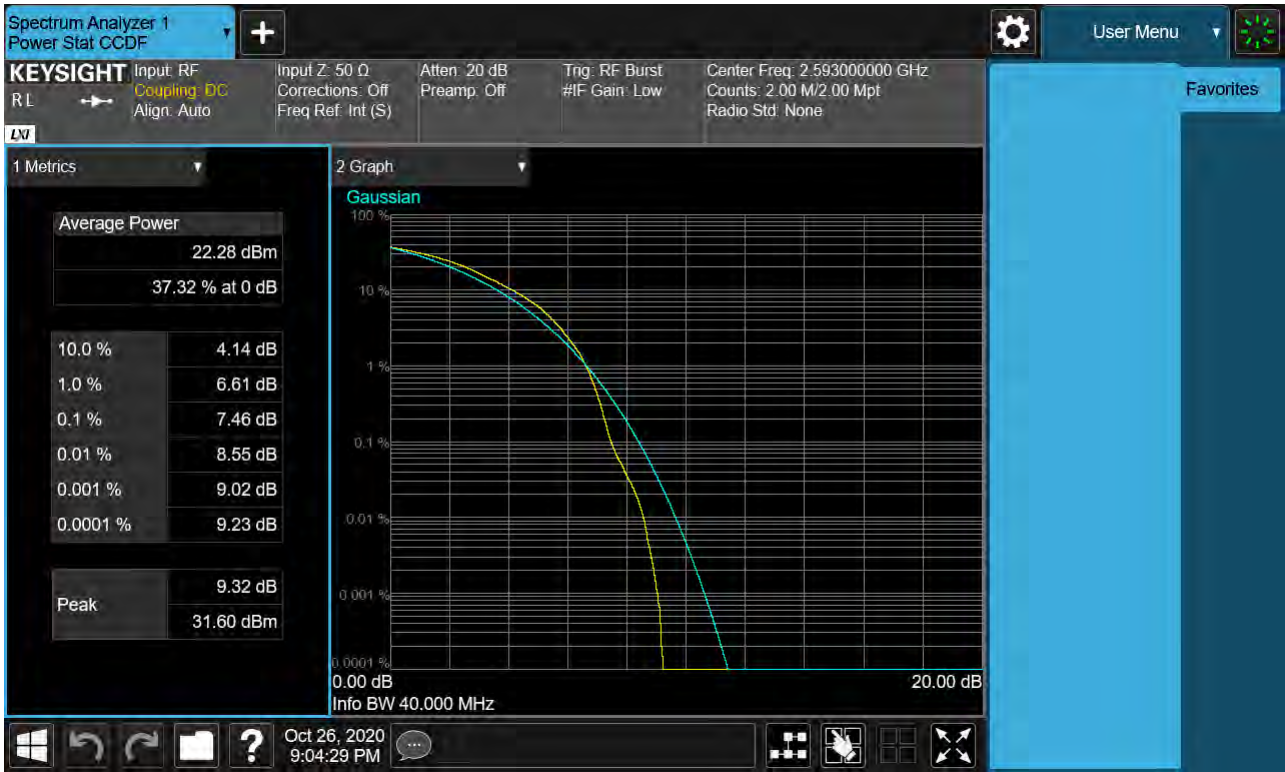 Spectrum Analyzer 1
Power Stat CCDF
+
User Menu
KEYSIGHT
R L
LXI
Input: RF
Coupling: DC
Align: Auto
Input Z: 50 Ω
Corrections: Off
Freq Ref: Int (S)
Atten: 20 dB
Preamp: Off
Trig: RF Burst
#IF Gain: Low
Center Freq: 2.593000000 GHz
Counts: 2.00 M/2.00 Mpt
Radio Std: None
Favorites
1 Metrics
Average Power
22.28 dBm
37.32 % at 0 dB
10.0 % 4.14 dB
1.0 % 6.61 dB
0.1 % 7.46 dB
0.01 % 8.55 dB
0.001 % 9.02 dB
0.0001 % 9.23 dB
Peak
9.32 dB
31.60 dBm
2 Graph
Gaussian
100 %
10 %
1 %
0.1 %
0.01 %
0.001 %
0.0001 %
0.00 dB 20.00 dB
Info BW 40.000 MHz
?
Oct 26, 2020
9:04:29 PM